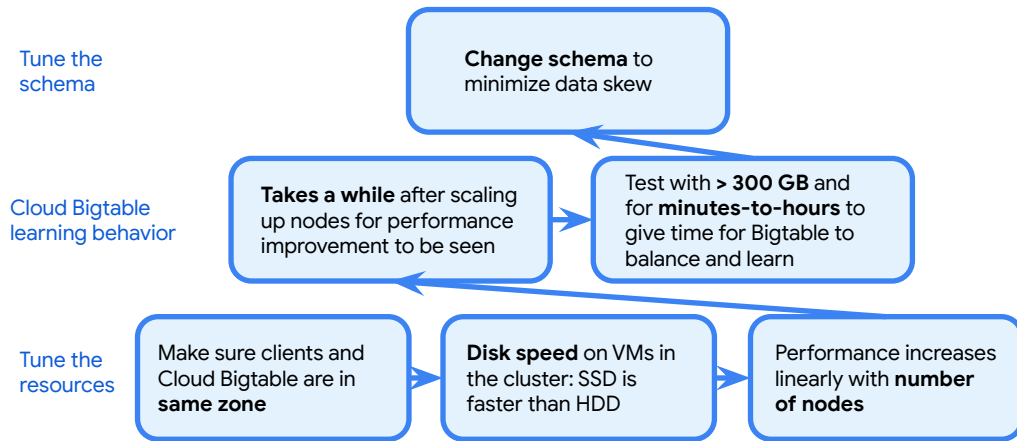 Tune the
schema
Change schema to
minimize data skew
Cloud Bigtable
learning behavior
Takes a while after scaling
up nodes for performance
improvement to be seen
Test with > 300 GB and
for minutes-to-hours to
give time for Bigtable to
balance and learn
Tune the
resources
Make sure clients and
Cloud Bigtable are in
same zone
Disk speed on VMs in
the cluster: SSD is
faster than HDD
Performance increases
linearly with number
of nodes